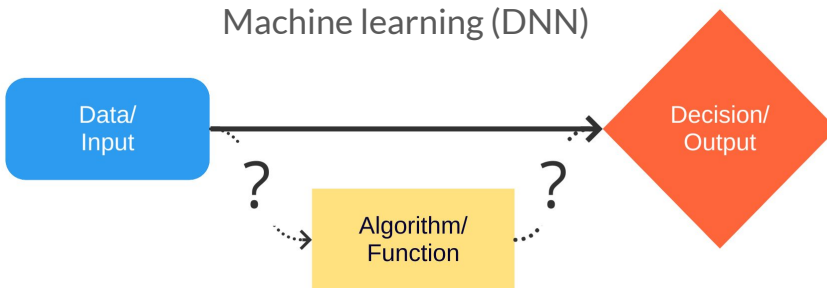 Machine learning (DNN)
Data/
Input
Decision/
Output
?
?
Algorithm/
Function